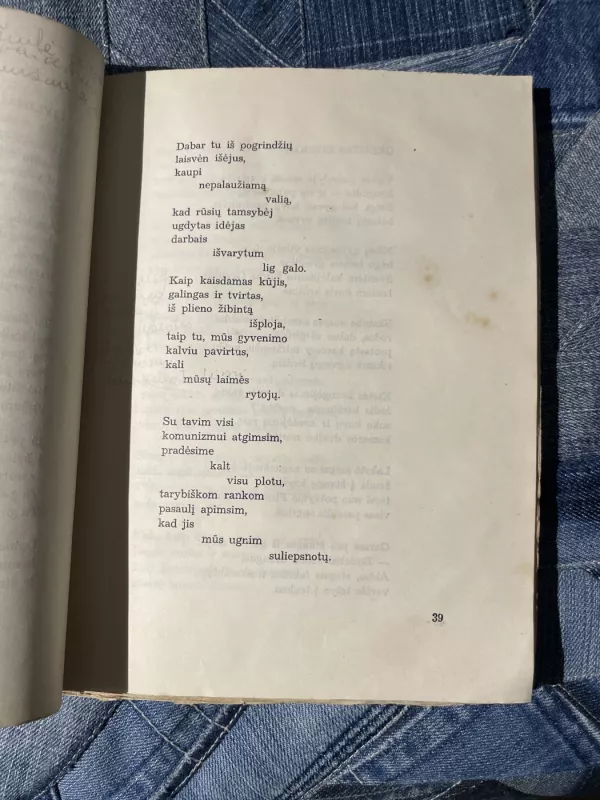 Dabar tu iš pogrindžių
laisvėn išėjus,
kaupi
nepalaužiamą
valią,
kad rūsių tamsybėj
ugdytas idėjas
darbais
išvarytum
lig galo.
Kaip kaisdamas kūjis,
galingas ir tvirtas,
iš plieno žibintą
išploja,
taip tu, mūs gyvenimo
kalviu pavirtus,
kali
mūsų laimės
rytojų.
Su tavim visi
komunizmui atgimsim,
pradėsime
kalt
visu plotu,
tarybiškom rankom
pasaulį apimsim,
kad jis
mūs ugnim
suliepsnotų.
39